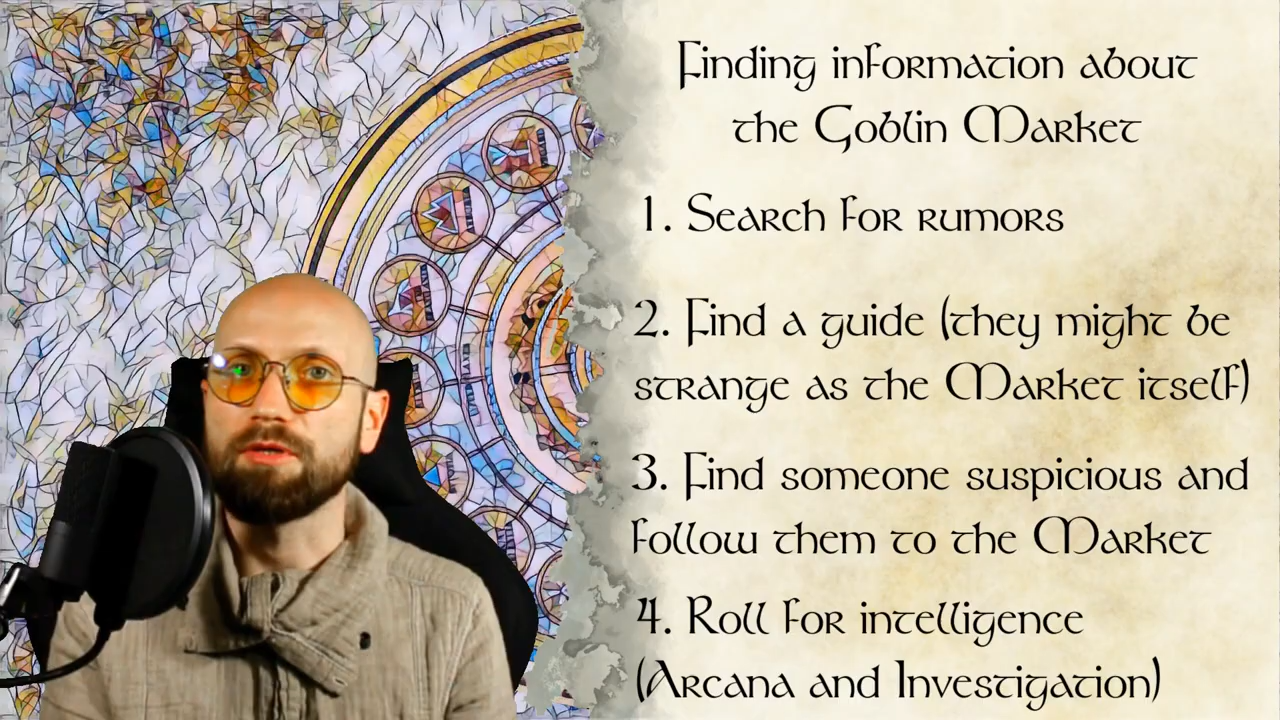 Finding information about
the Goblin Market
1. Search for rumors
2. Find a guide (they might be
strange as the Market itself)
3. Find someone suspicious and
follow them to the Market
4. Roll for intelligence
(Arcana and Investigation)